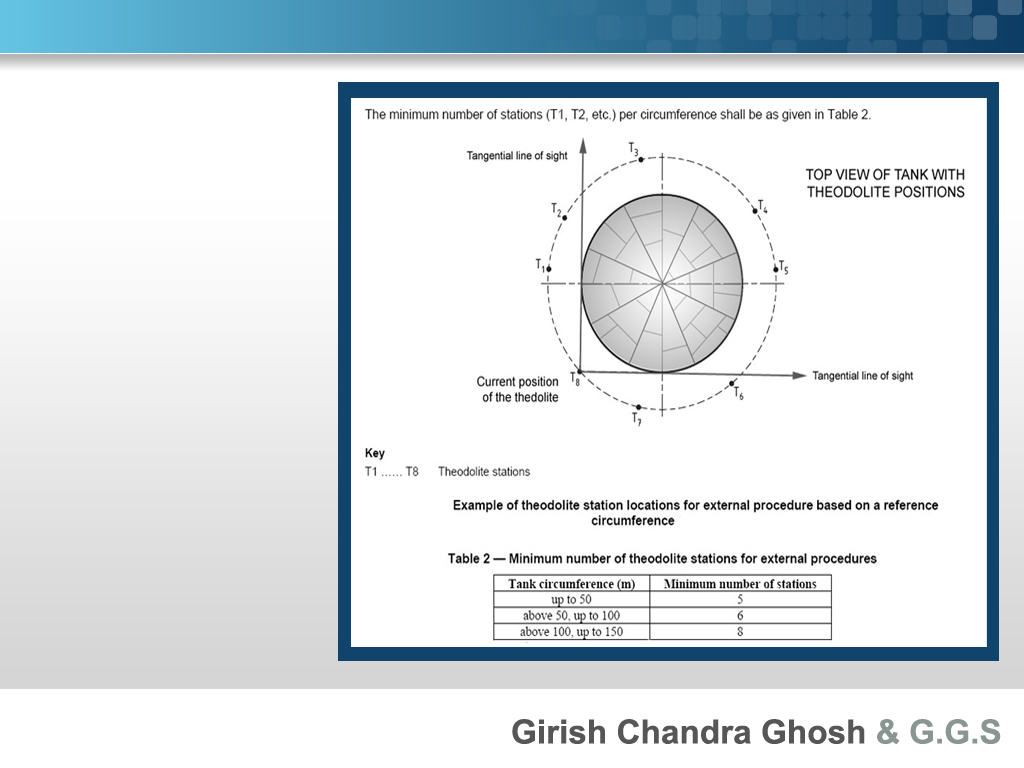 The minimum number of stations (T1, T2, etc.) per circumference shall be as given in Table 2.
Tangential line of sight
T3
TOP VIEW OF TANK WITH
THEODOLITE POSITIONS
T2
T4
T1
T5
Tangential line of sight
T8
Current position
of the thedolite
T6
T7
Key
T1 ...... T8 Theodolite stations
Example of theodolite station locations for external procedure based on a reference
circumference
Table 2 — Minimum number of theodolite stations for external procedures
Tank circumference (m) Minimum number of stations
up to 50 5
above 50, up to 100 6
above 100, up to 150 8
Girish Chandra Ghosh & G.G.S